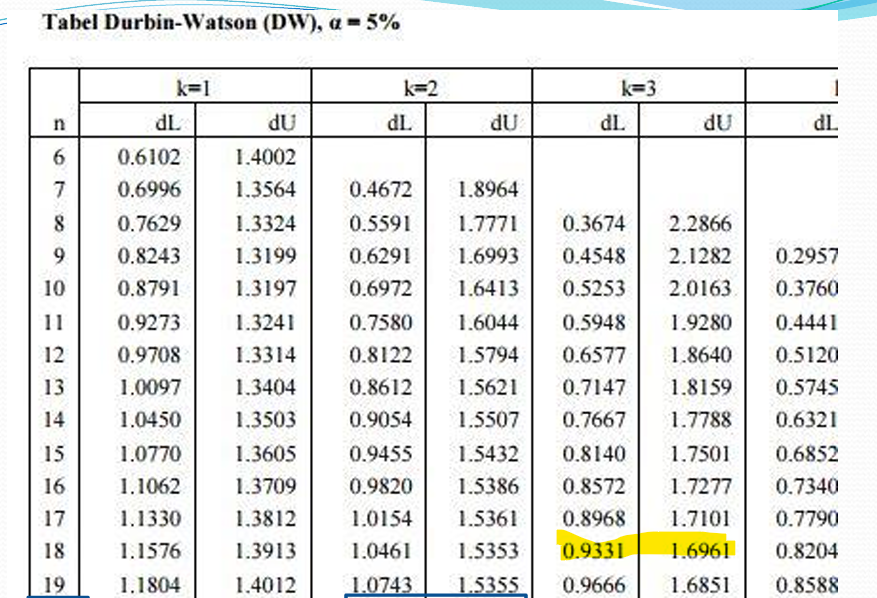 Tabel Durbin-Watson (DW), α = 5%
k=1 k=2 k=3
n dL dU dL dU dL dU dL
6 0.6102 1.4002
7 0.6996 1.3564 0.4672 1.8964
8 0.7629 1.3324 0.5591 1.7771 0.3674 2.2866
9 0.8243 1.3199 0.6291 1.6993 0.4548 2.1282 0.2957
10 0.8791 1.3197 0.6972 1.6413 0.5253 2.0163 0.3760
11 0.9273 1.3241 0.7580 1.6044 0.5948 1.9280 0.4441
12 0.9708 1.3314 0.8122 1.5794 0.6577 1.8640 0.5120
13 1.0097 1.3404 0.8612 1.5621 0.7147 1.8159 0.5745
14 1.0450 1.3503 0.9054 1.5507 0.7667 1.7788 0.6321
15 1.0770 1.3605 0.9455 1.5432 0.8140 1.7501 0.6852
16 1.1062 1.3709 0.9820 1.5386 0.8572 1.7277 0.7340
17 1.1330 1.3812 1.0154 1.5361 0.8968 1.7101 0.7790
18 1.1576 1.3913 1.0461 1.5353 0.9331 1.6961 0.8204
19 1.1804 1.4012 1.0743 1.5355 0.9666 1.6851 0.8588